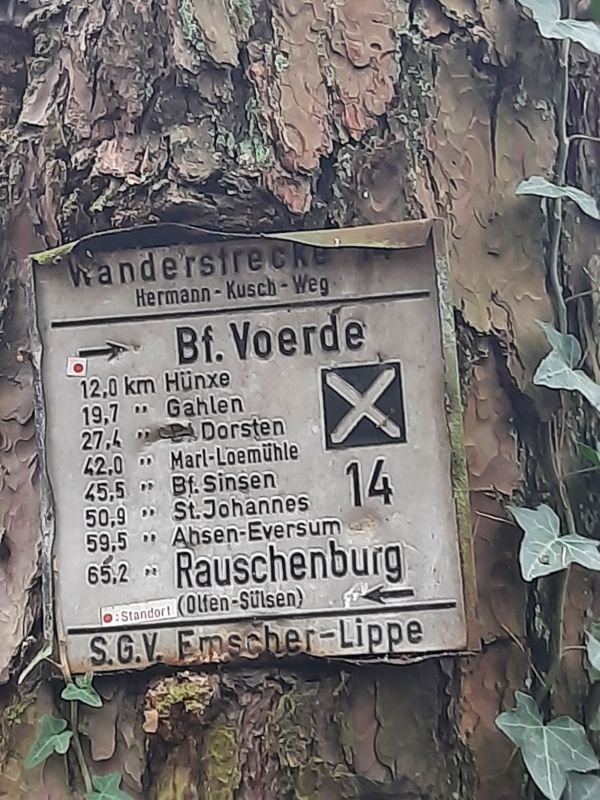 Wanderstrecke 14
Hermann-Kusch-Weg
Bf. Voerde
12,0 km Hünxe
19,7 " Gahlen
27,4 " Dorsten
42,0 " Marl-Loemühle
45,5 " Bf. Sinsen
50,9 " St. Johannes
59,5 " Ahsen-Eversum
65,2 " Rauschenburg
(Olfen-Sülsen)
14
: Standort
S.G.V. Emscher-Lippe